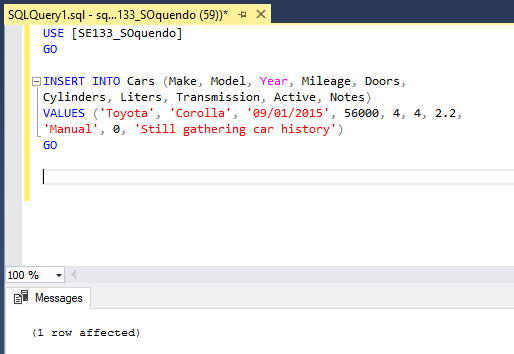 SQLQuery1.sql - sq...133_SOquendo (59))*
USE [SE133_SOquendo]
GO
INSERT INTO Cars (Make, Model, Year, Mileage, Doors,
Cylinders, Liters, Transmission, Active, Notes)
VALUES ('Toyota', 'Corolla', '09/01/2015', 56000, 4, 4, 2.2,
'Manual', 0, 'Still gathering car history')
GO
100 %
Messages
(1 row affected)